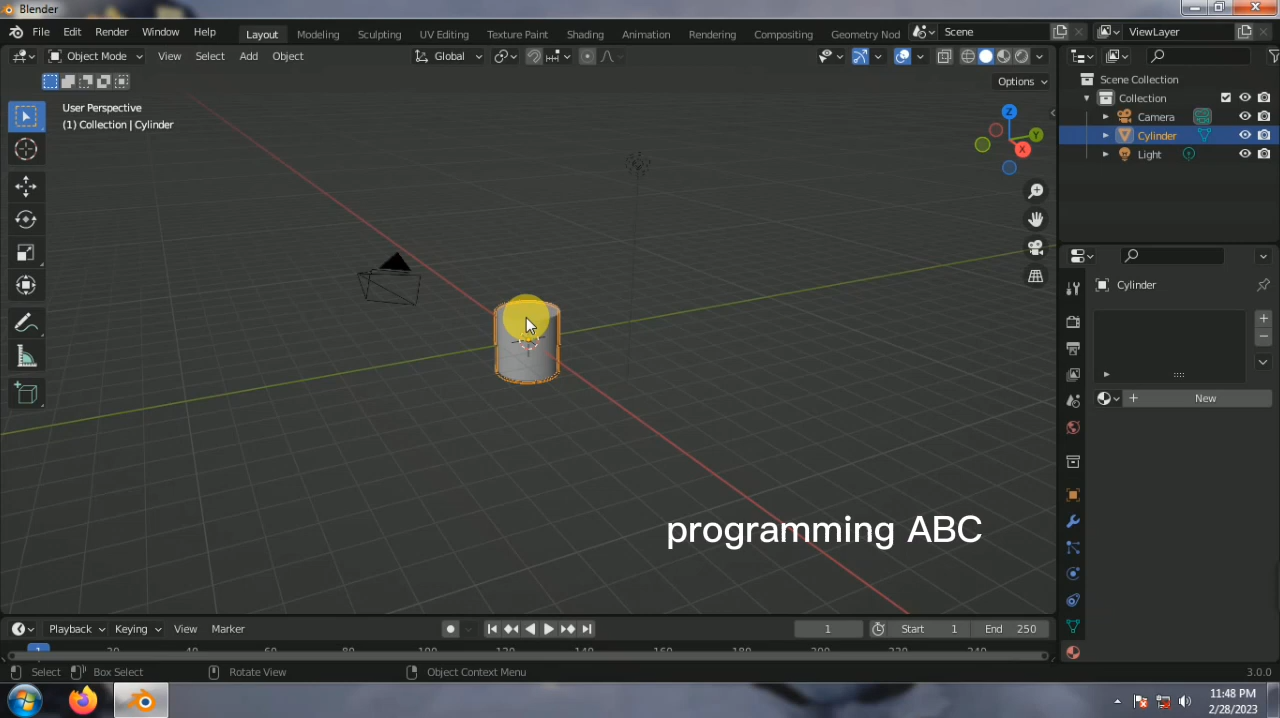 Blender
File Edit Render Window Help
Layout Modeling Sculpting UV Editing Texture Paint Shading Animation Rendering Compositing Geometry Nod
Scene
ViewLayer
Object Mode View Select Add Object
Global
Options
User Perspective
(1) Collection | Cylinder
Z
Y
X
Scene Collection
Collection
Camera
Cylinder
Light
Cylinder
New
programming ABC
Playback Keying View Marker
1
Start 1
End 250
1
Select
Box Select
Rotate View
Object Context Menu
3.0.0
11:48 PM
2/28/2023